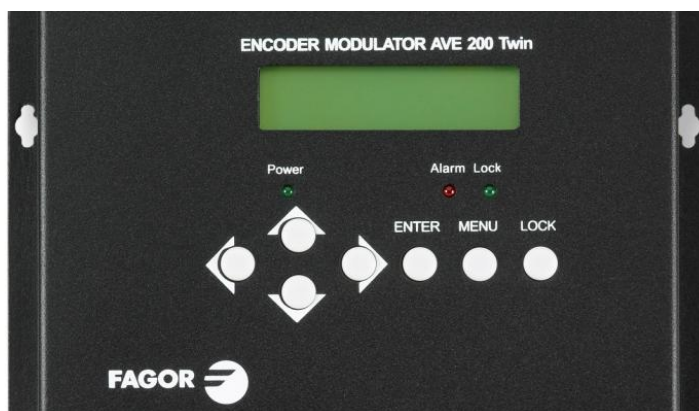 ENCODER MODULATOR AVE 200 Twin
Power
Alarm Lock
ENTER MENU LOCK
FAGOR